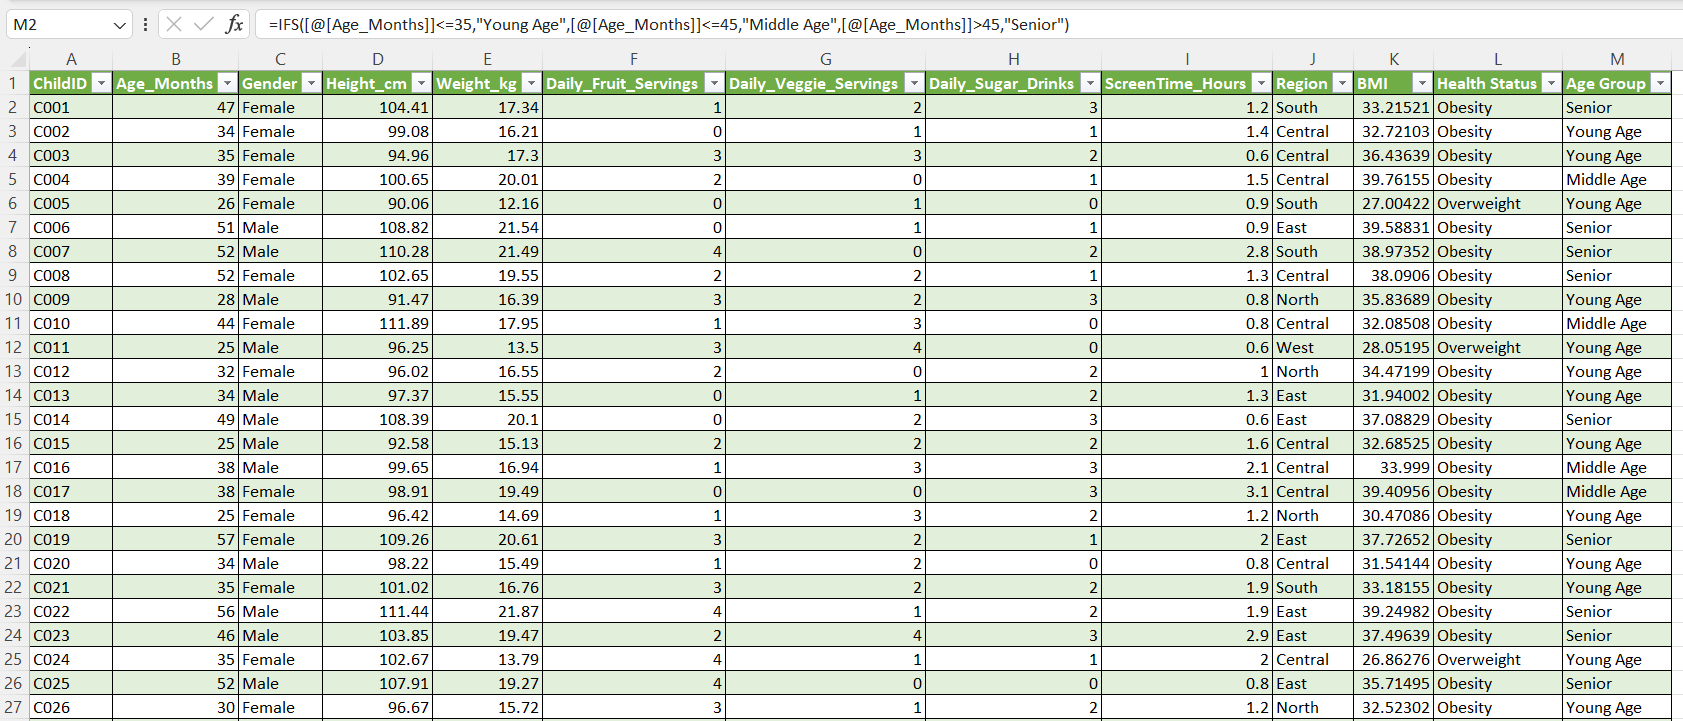 M2 fx =IFS([@[Age_Months]]<=35,"Young Age",[@[Age_Months]]<=45,"Middle Age",[@[Age_Months]]>45,"Senior")
A B C D E F G H I J K L M
1 ChildID Age_Months Gender Height_cm Weight_kg Daily_Fruit_Servings Daily_Veggie_Servings Daily_Sugar_Drinks ScreenTime_Hours Region BMI Health Status Age Group
2 C001 47 Female 104.41 17.34 1 2 3 1.2 South 33.21521 Obesity Senior
3 C002 34 Female 99.08 16.21 0 1 1 1.4 Central 32.72103 Obesity Young Age
4 C003 35 Female 94.96 17.3 3 3 2 0.6 Central 36.43639 Obesity Young Age
5 C004 39 Female 100.65 20.01 2 0 1 1.5 Central 39.76155 Obesity Middle Age
6 C005 26 Female 90.06 12.16 0 1 0 0.9 South 27.00422 Overweight Young Age
7 C006 51 Male 108.82 21.54 0 1 1 0.9 East 39.58831 Obesity Senior
8 C007 52 Male 110.28 21.49 4 0 2 2.8 South 38.97352 Obesity Senior
9 C008 52 Female 102.65 19.55 2 2 1 1.3 Central 38.0906 Obesity Senior
10 C009 28 Male 91.47 16.39 3 2 3 0.8 North 35.83689 Obesity Young Age
11 C010 44 Female 111.89 17.95 1 3 0 0.8 Central 32.08508 Obesity Middle Age
12 C011 25 Male 96.25 13.5 3 4 0 0.6 West 28.05195 Overweight Young Age
13 C012 32 Female 96.02 16.55 2 0 2 1 North 34.47199 Obesity Young Age
14 C013 34 Male 97.37 15.55 0 1 2 1.3 East 31.94002 Obesity Young Age
15 C014 49 Male 108.39 20.1 0 2 3 0.6 East 37.08829 Obesity Senior
16 C015 25 Male 92.58 15.13 2 2 2 1.6 Central 32.68525 Obesity Young Age
17 C016 38 Male 99.65 16.94 1 3 3 2.1 Central 33.999 Obesity Middle Age
18 C017 38 Female 98.91 19.49 0 0 3 3.1 Central 39.40956 Obesity Middle Age
19 C018 25 Female 96.42 14.69 1 3 2 1.2 North 30.47086 Obesity Young Age
20 C019 57 Female 109.26 20.61 3 2 1 2 East 37.72652 Obesity Senior
21 C020 34 Male 98.22 15.49 1 2 0 0.8 Central 31.54144 Obesity Young Age
22 C021 35 Female 101.02 16.76 3 2 2 1.9 South 33.18155 Obesity Young Age
23 C022 56 Male 111.44 21.87 4 1 2 1.9 East 39.24982 Obesity Senior
24 C023 46 Male 103.85 19.47 2 4 3 2.9 East 37.49639 Obesity Senior
25 C024 35 Female 102.67 13.79 4 1 1 2 Central 26.86276 Overweight Young Age
26 C025 52 Male 107.91 19.27 4 0 0 0.8 East 35.71495 Obesity Senior
27 C026 30 Female 96.67 15.72 3 1 2 1.2 North 32.52302 Obesity Young Age